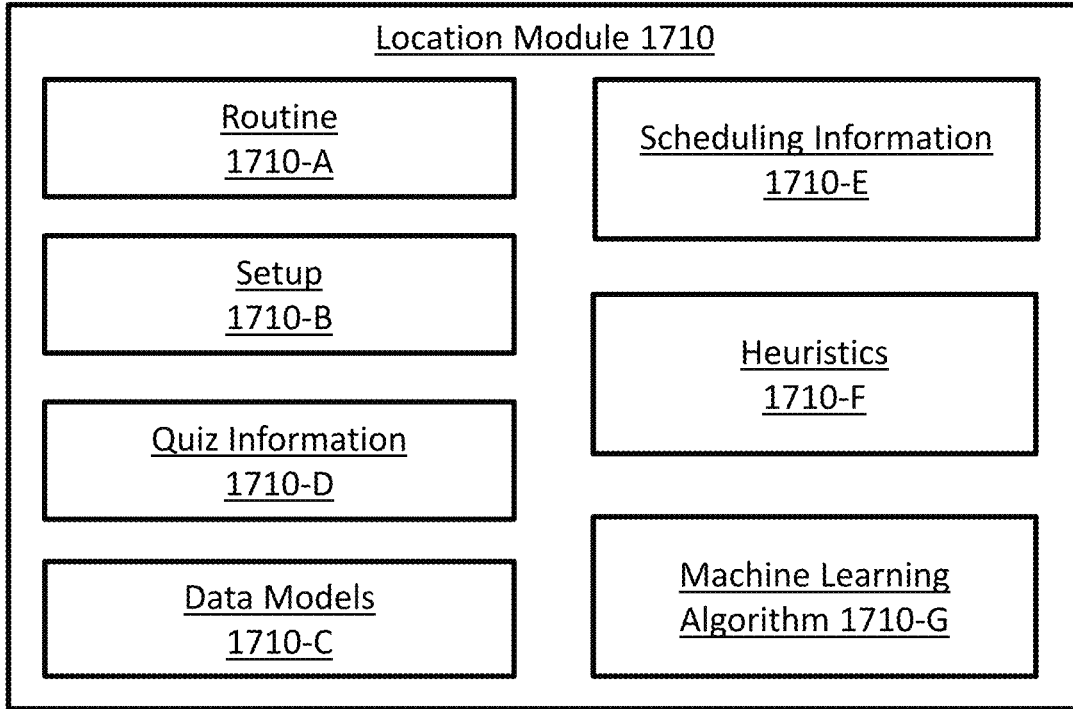 Location Module 1710
Routine
1710-A
Setup
1710-B
Quiz Information
1710-D
Data Models
1710-C
Scheduling Information
1710-E
Heuristics
1710-F
Machine Learning
Algorithm 1710-G